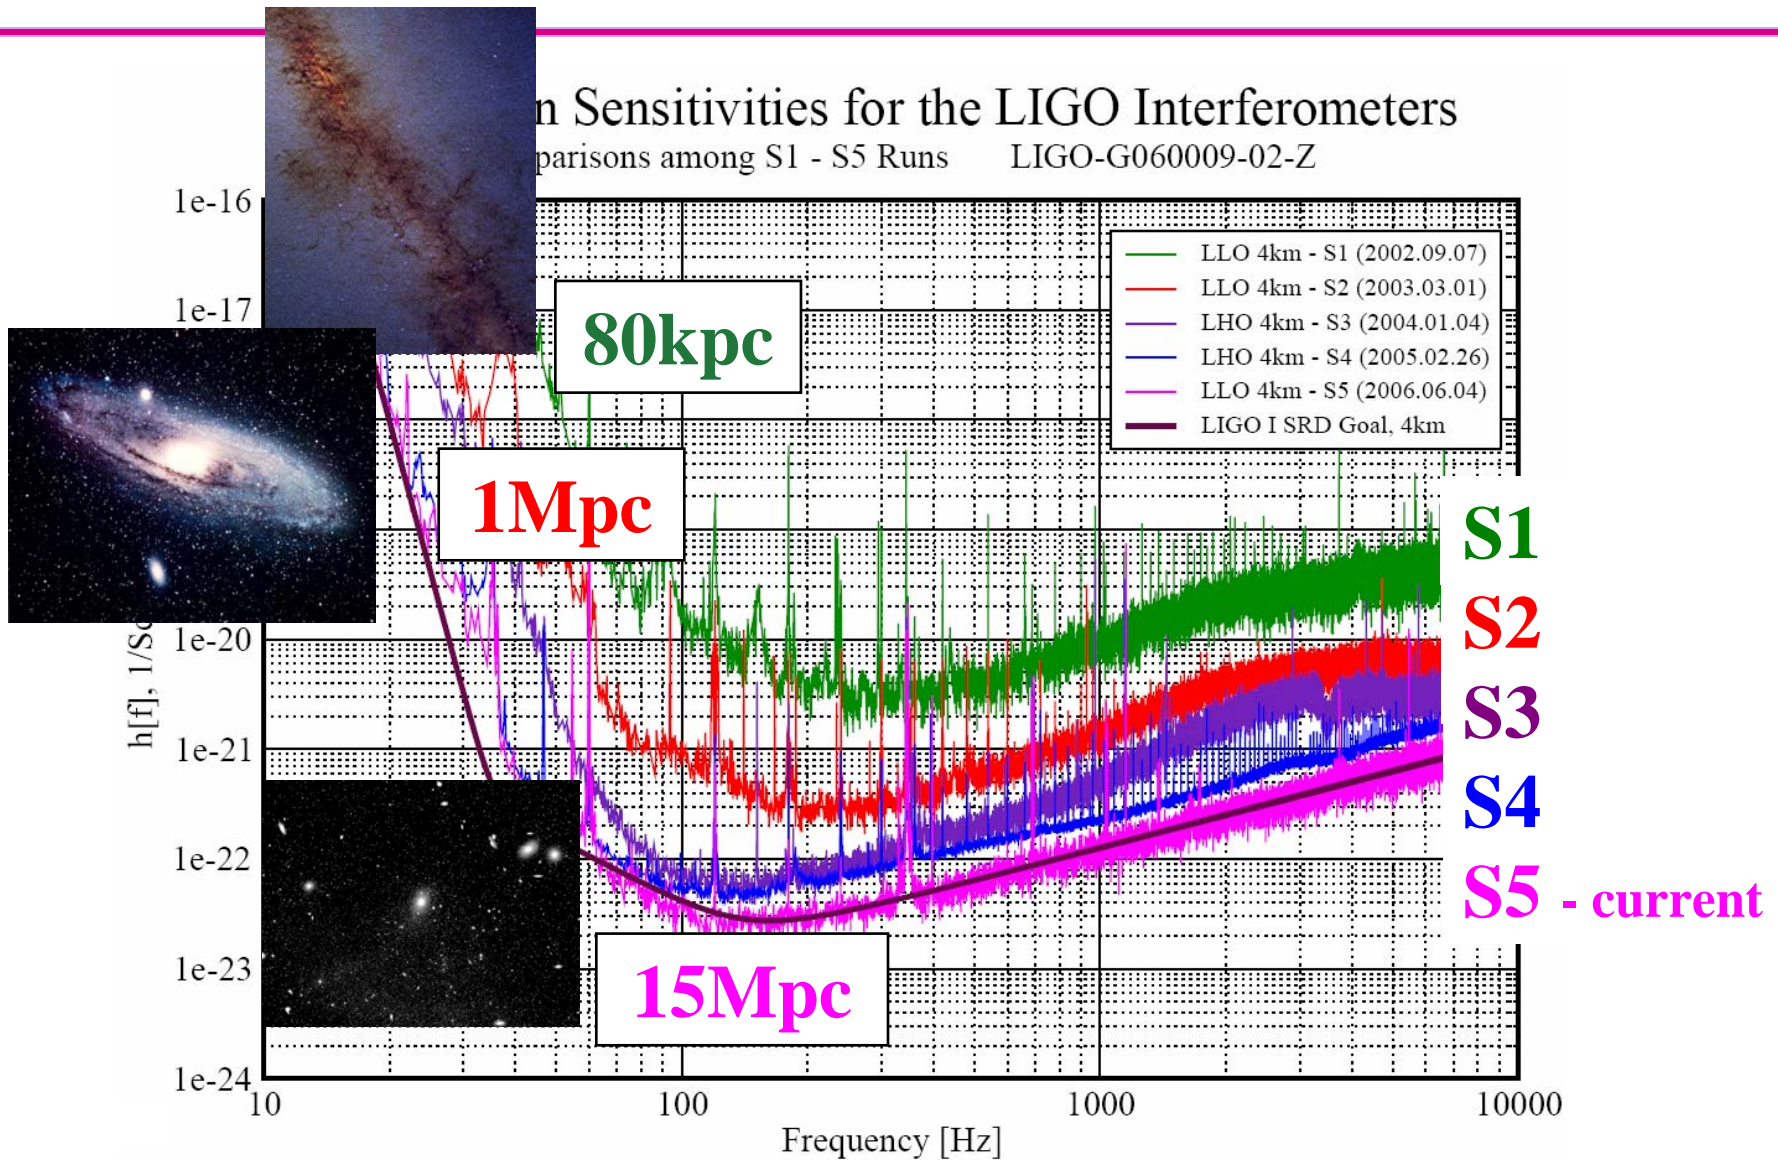 n Sensitivities for the LIGO Interferometers
parisons among S1 - S5 Runs LIGO-G060009-02-Z
1e-16
1e-17
1e-20
1e-21
1e-22
1e-23
1e-24
h[f], 1/S
LLO 4km - S1 (2002.09.07)
LLO 4km - S2 (2003.03.01)
LHO 4km - S3 (2004.01.04)
LHO 4km - S4 (2005.02.26)
LLO 4km - S5 (2006.06.04)
LIGO I SRD Goal, 4km
80kpc
1Mpc
15Mpc
S1
S2
S3
S4
S5 - current
10 100 1000 10000
Frequency [Hz]